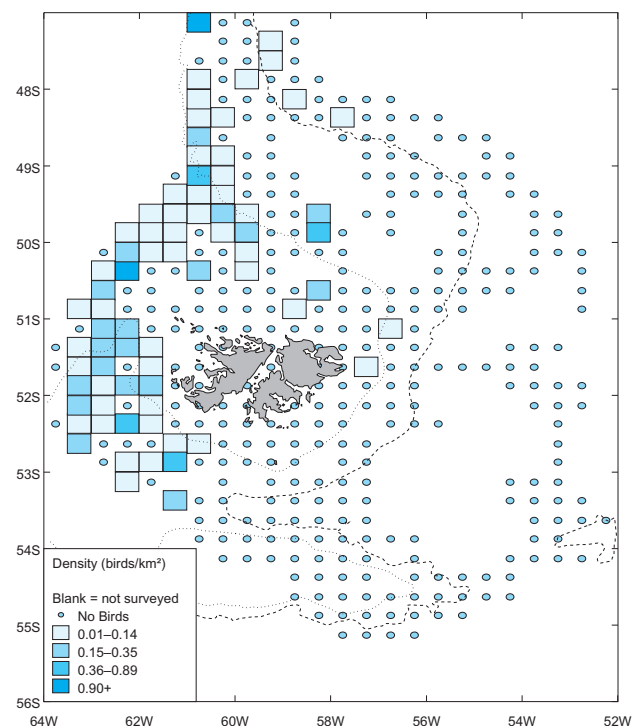 48S
49S
50S
51S
52S
53S
54S
55S
56S
Density (birds/km²)
Blank = not surveyed
No Birds
0.01–0.14
0.15–0.35
0.36–0.89
0.90+
64W 62W 60W 58W 56W 54W 52W